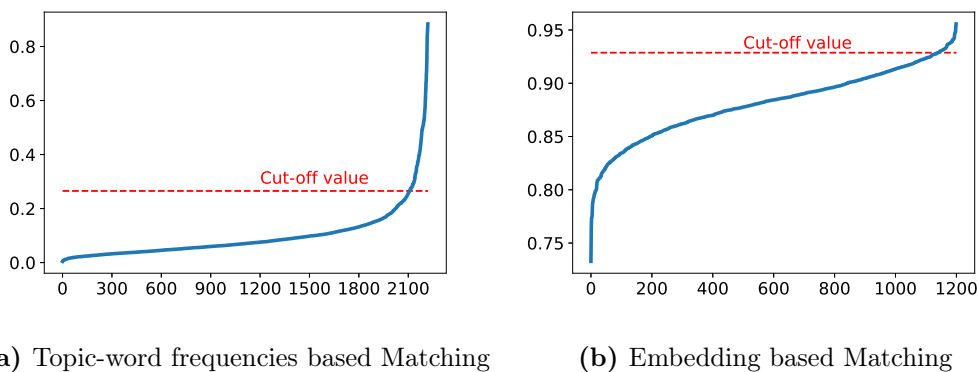 0.8
0.6
0.4
0.2
0.0
Cut-off value
0 300 600 900 1200 1500 1800 2100
0.95
0.90
0.85
0.80
0.75
Cut-off value
0 200 400 600 800 1000 1200
a) Topic-word frequencies based Matching
(b) Embedding based Matching